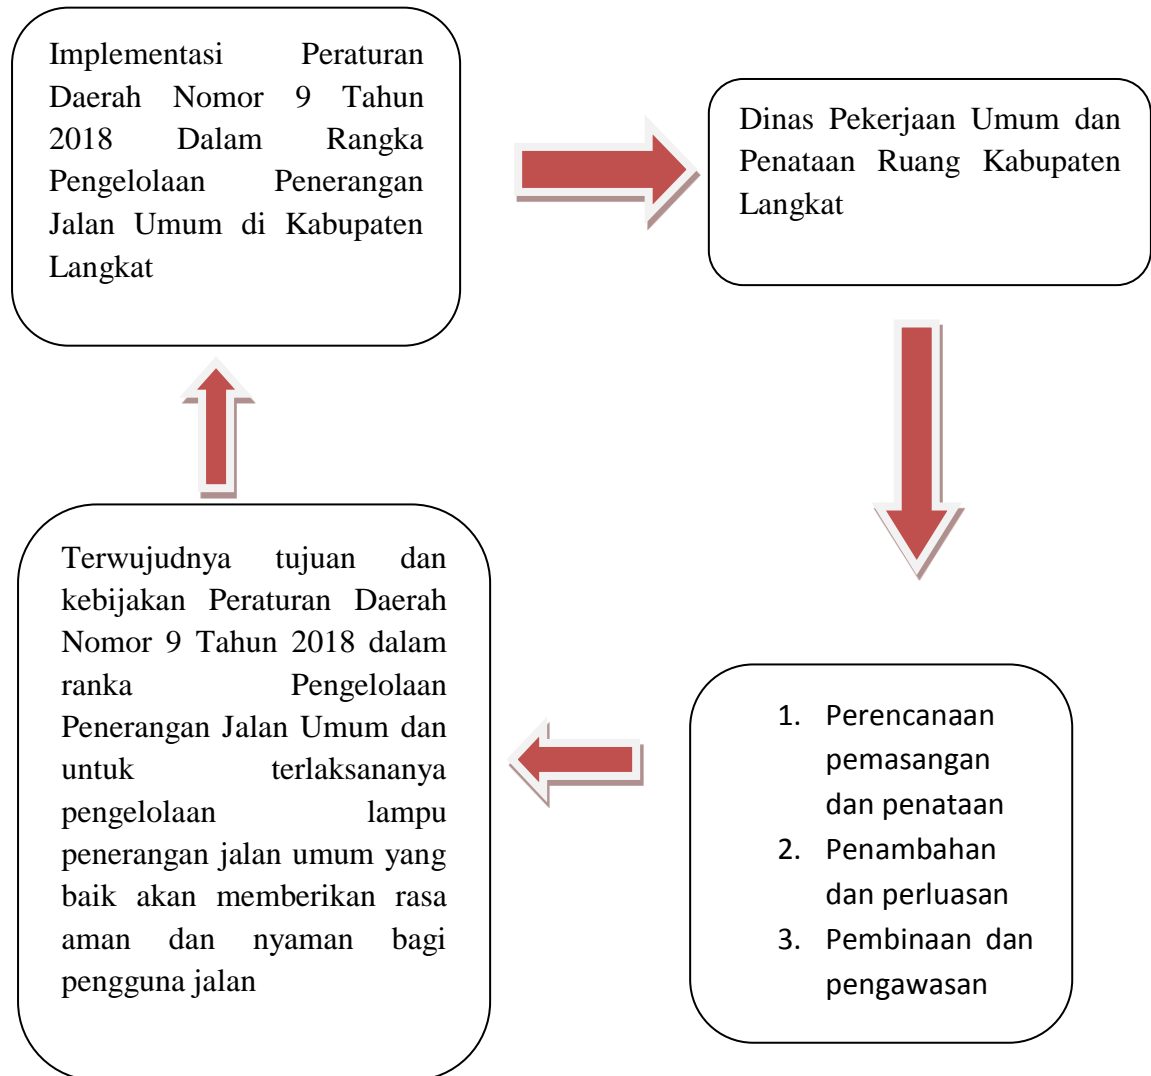 Implementasi Peraturan
Daerah Nomor 9 Tahun
2018 Dalam Rangka
Pengelolaan Penerangan
Jalan Umum di Kabupaten
Langkat
Dinas Pekerjaan Umum dan
Penataan Ruang Kabupaten
Langkat
1. Perencanaan
pemasangan
dan penataan
2. Penambahan
dan perluasan
3. Pembinaan dan
pengawasan
Terwujudnya tujuan dan
kebijakan Peraturan Daerah
Nomor 9 Tahun 2018 dalam
ranka Pengelolaan
Penerangan Jalan Umum dan
untuk terlaksananya
pengelolaan lampu
penerangan jalan umum yang
baik akan memberikan rasa
aman dan nyaman bagi
pengguna jalan